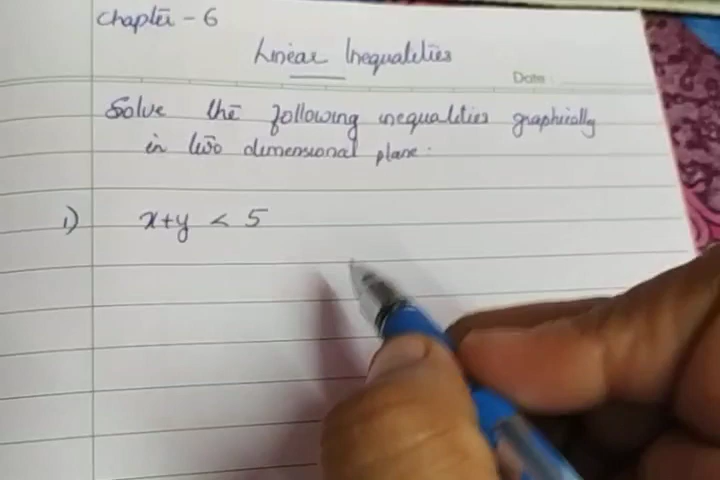 Chapter - 6
Linear Inequalities
Date :
Solve the following inequalities graphically
in two dimensional plane.
1) x+y < 5